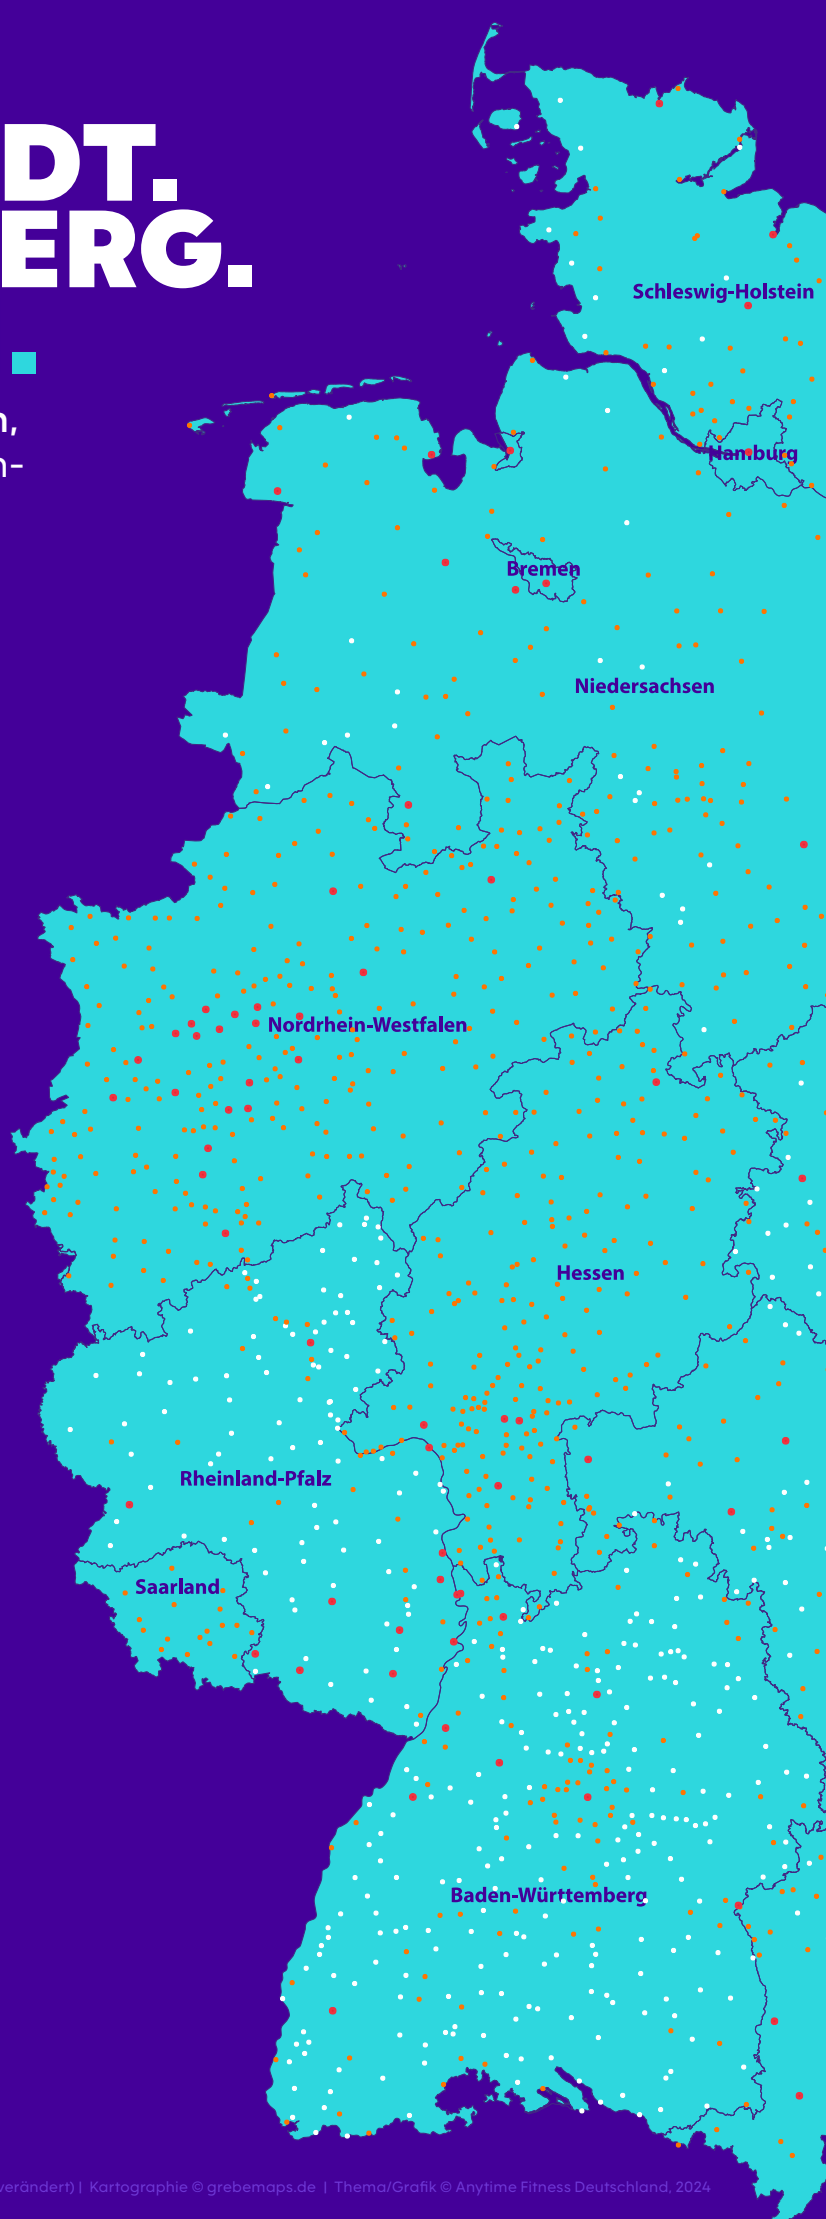 DT.
ERG.
n,
n-
Schleswig-Holstein
Hamburg
Bremen
Niedersachsen
Nordrhein-Westfalen
Hessen
Rheinland-Pfalz
Saarland
Baden-Württemberg
verändert) | Kartographie © grebemaps.de | Thema/Grafik © Anytime Fitness Deutschland, 2024